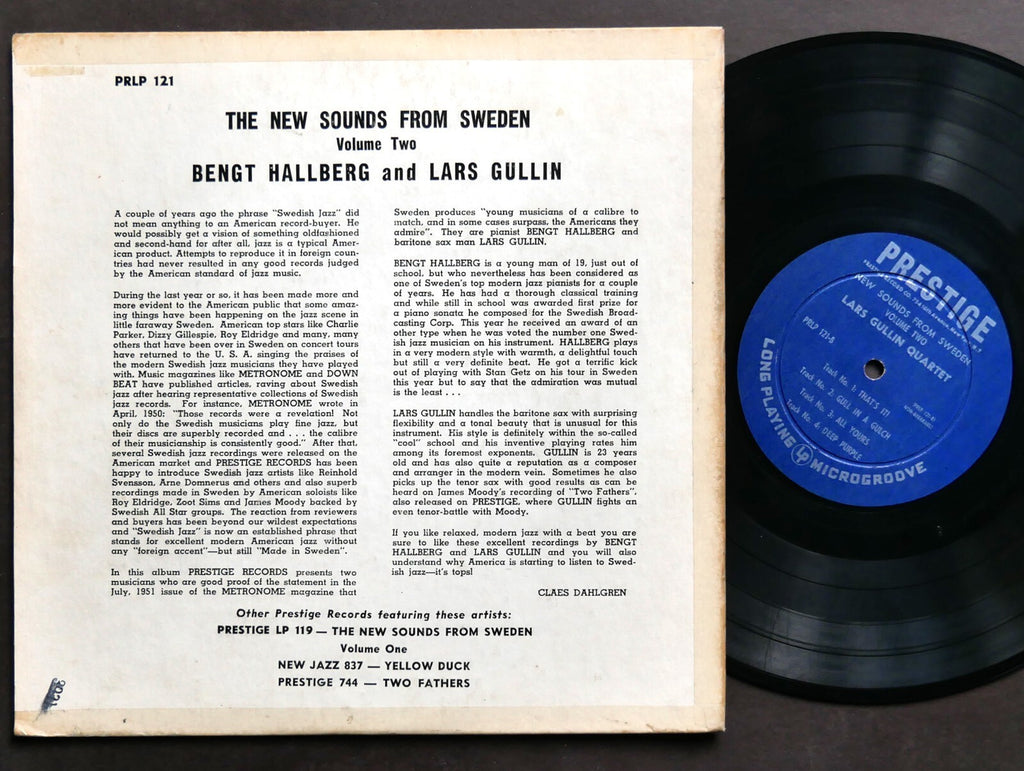 PRLP 121
THE NEW SOUNDS FROM SWEDEN
Volume Two
BENGT HALLBERG and LARS GULLIN
A couple of years ago the phrase "Swedish Jazz" did
not mean anything to an American record-buyer. He
would possibly get a vision of something oldfashioned
and second-hand for after all, jazz is a typical Amer-
ican product. Attempts to reproduce it in foreign coun-
tries had never resulted in any good records judged
by the American standard of jazz music.
During the last year or so, it has been made more and
more evident to the American public that some amaz-
ing things have been happening on the jazz scene in
little faraway Sweden. American top stars like Charlie
Parker, Dizzy Gillespie, Roy Eldridge and many, many
others that have been over in Sweden on concert tours
have returned to the U. S. A. singing the praises of
the modern Swedish jazz musicians they have played
with. Music magazines like METRONOME and DOWN
BEAT have published articles, raving about Swedish
jazz after hearing representative collections of Swedish
jazz records. For instance, METRONOME wrote in
April, 1950: "Those records were a revelation! Not
only do the Swedish musicians play fine jazz, but
their discs are superbly recorded and . . . the calibre
of their musicianship is consistently good." After that,
several Swedish jazz recordings were released on the
American market and PRESTIGE RECORDS has been
happy to introduce Swedish jazz artists like Reinhold
Svensson, Arne Domnerus and others and also superb
recordings made in Sweden by American soloists like
Roy Eldridge, Zoot Sims and James Moody backed by
Swedish All Star groups. The reaction from reviewers
and buyers has been beyond our wildest expectations
and "Swedish Jazz" is now an established phrase that
stands for excellent modern American jazz without
any "foreign accent"—but still "Made in Sweden".
In this album PRESTIGE RECORDS presents two
musicians who are good proof of the statement in the
July, 1951 issue of the METRONOME magazine that
Sweden produces "young musicians of a calibre to
match, and in some cases surpass, the Americans they
admire". They are pianist BENGT HALLBERG and
baritone sax man LARS GULLIN.
BENGT HALLBERG is a young man of 19, just out of
school, but who nevertheless has been considered as
one of Sweden's top modern jazz pianists for a couple
of years. He has had a thorough classical training
and while still in school was awarded first prize for
a piano sonata he composed for the Swedish Broad-
casting Corp. This year he received an award of an
other type when he was voted the number one Swed-
ish jazz musician on his instrument. HALLBERG plays
in a very modern style with warmth, a delightful touch
but still a very definite beat. He got a terrific kick
out of playing with Stan Getz on his tour in Sweden
this year but to say that the admiration was mutual
is the least . . .
LARS GULLIN handles the baritone sax with surprising
flexibility and a tonal beauty that is unusual for this
instrument. His style is definitely within the so-called
"cool" school and his inventive playing rates him
among its foremost exponents. GULLIN is 23 years
old and has also quite a reputation as a composer
and arranger in the modern vein. Sometimes he also
picks up the tenor sax with good results as can be
heard on James Moody's recording of "Two Fathers",
also released on PRESTIGE, where GULLIN fights an
even tenor-battle with Moody.
If you like relaxed, modern jazz with a beat you are
sure to like these excellent recordings by BENGT
HALLBERG and LARS GULLIN and you will also
understand why America is starting to listen to Swed-
ish jazz—it's tops!
CLAES DAHLGREN
Other Prestige Records featuring these artists:
PRESTIGE LP 119 — THE NEW SOUNDS FROM SWEDEN
Volume One
NEW JAZZ 837 — YELLOW DUCK
PRESTIGE 744 — TWO FATHERS
PRESTIGE
NEW SOUNDS FROM SWEDEN
VOLUME TWO
LARS GULLIN QUARTET
PRLP 121-B
Track No. 1: THAT'S IT!
Track No. 2: GULL IN A GULCH
Track No. 3: ALL YOURS
Track No. 4: DEEP PURPLE
LONG PLAYING LP MICROGROOVE